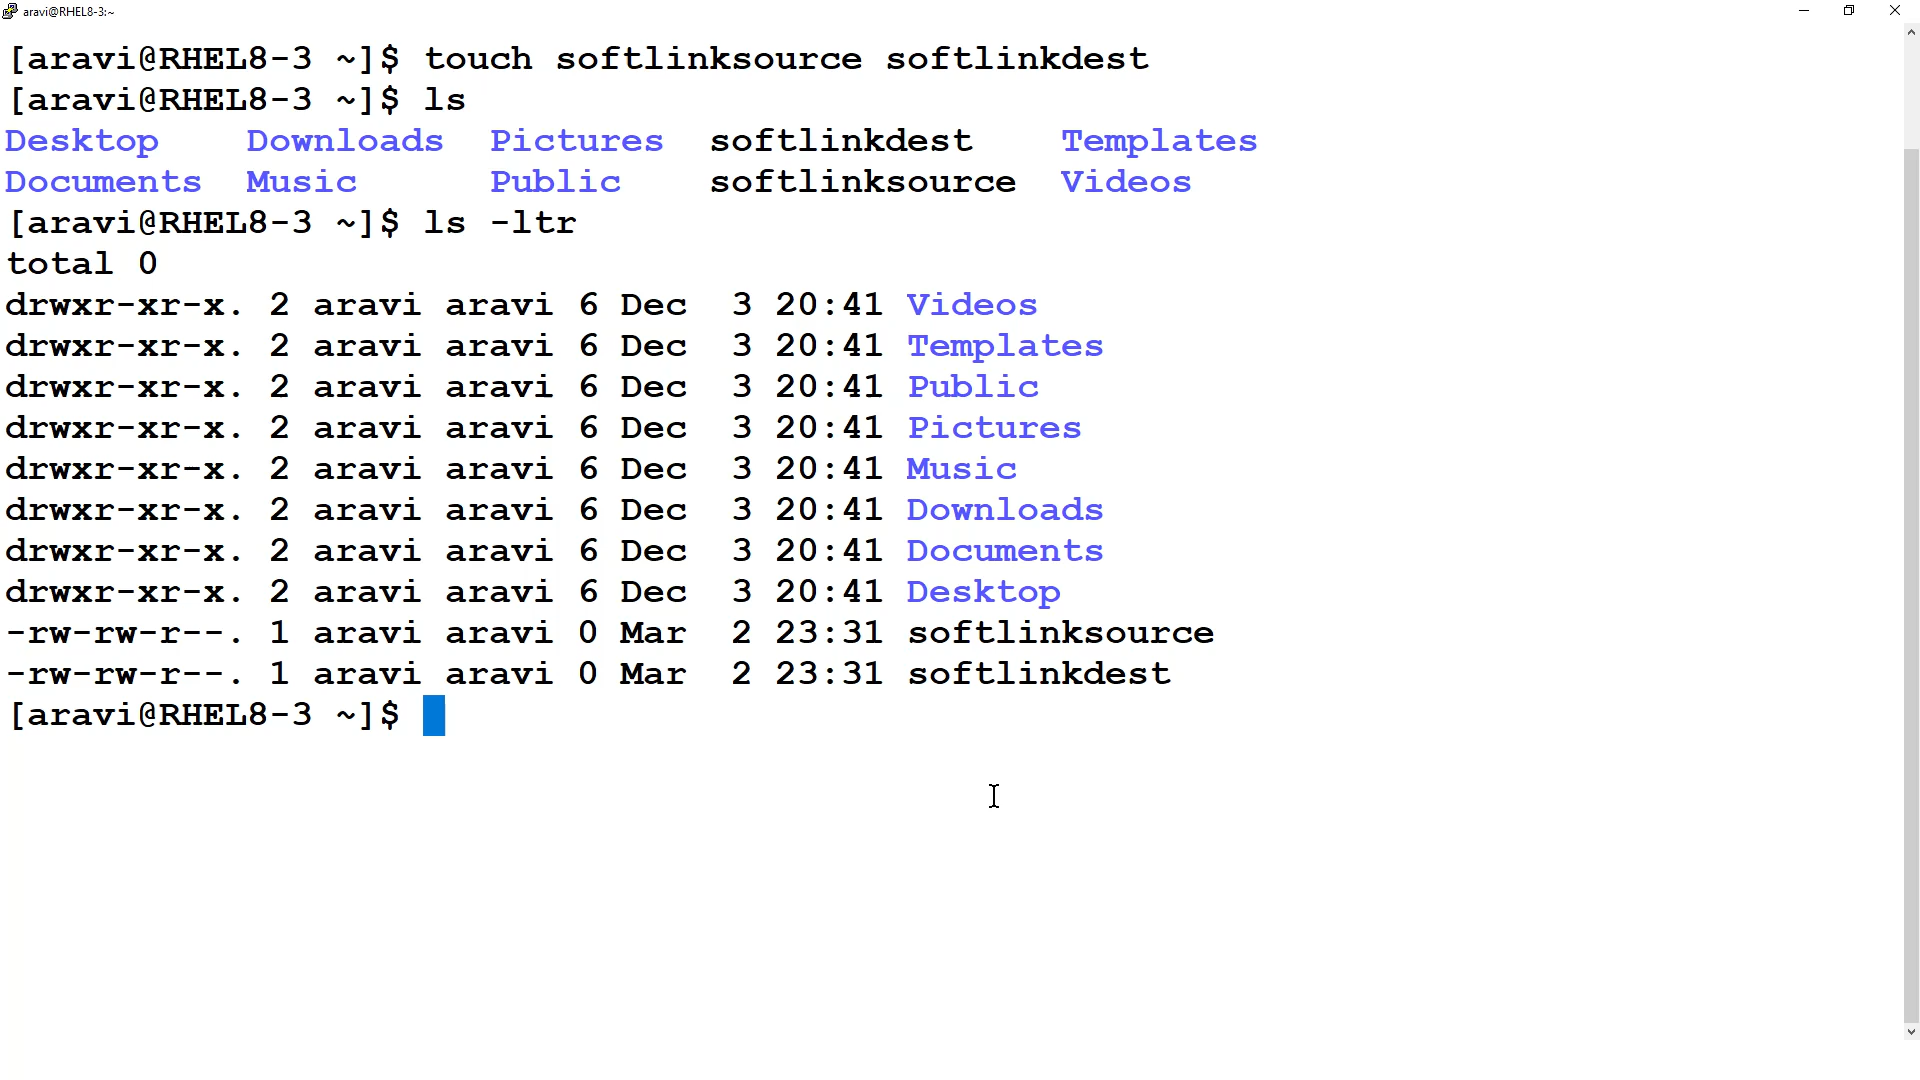 aravi@RHEL8-3:~
[aravi@RHEL8-3 ~]$ touch softlinksource softlinkdest
[aravi@RHEL8-3 ~]$ ls
Desktop    Downloads  Pictures  softlinkdest    Templates
Documents  Music      Public    softlinksource  Videos
[aravi@RHEL8-3 ~]$ ls -ltr
total 0
drwxr-xr-x. 2 aravi aravi 6 Dec  3 20:41 Videos
drwxr-xr-x. 2 aravi aravi 6 Dec  3 20:41 Templates
drwxr-xr-x. 2 aravi aravi 6 Dec  3 20:41 Public
drwxr-xr-x. 2 aravi aravi 6 Dec  3 20:41 Pictures
drwxr-xr-x. 2 aravi aravi 6 Dec  3 20:41 Music
drwxr-xr-x. 2 aravi aravi 6 Dec  3 20:41 Downloads
drwxr-xr-x. 2 aravi aravi 6 Dec  3 20:41 Documents
drwxr-xr-x. 2 aravi aravi 6 Dec  3 20:41 Desktop
-rw-rw-r--. 1 aravi aravi 0 Mar  2 23:31 softlinksource
-rw-rw-r--. 1 aravi aravi 0 Mar  2 23:31 softlinkdest
[aravi@RHEL8-3 ~]$